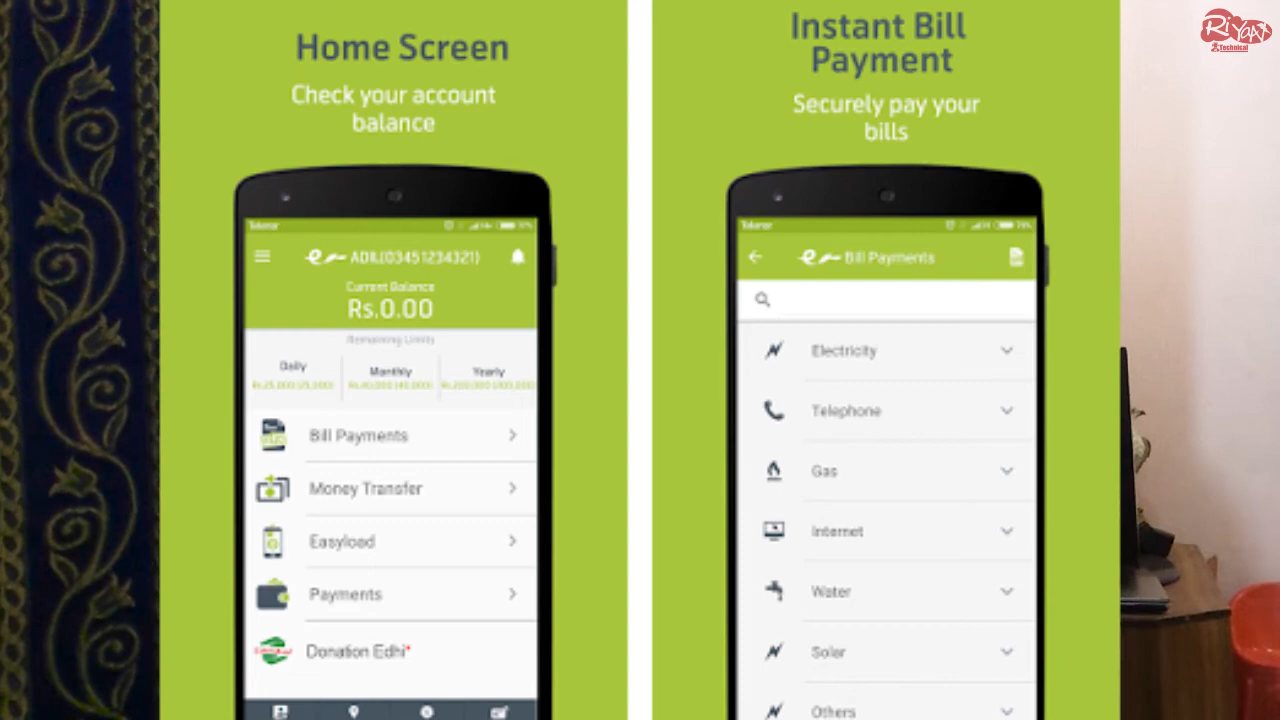 Home Screen
Check your account
balance
Telenor
ADIL(03451234321)
Current Balance
Rs.0.00
Remaining Limits
Daily
Monthly
Yearly
Bill Payments
Money Transfer
Easyload
Payments
Donation Edhi*
Instant Bill
Payment
Securely pay your
bills
Telenor
Bill Payments
Electricity
Telephone
Gas
Internet
Water
Solar
Others
RiYAAY
Technical